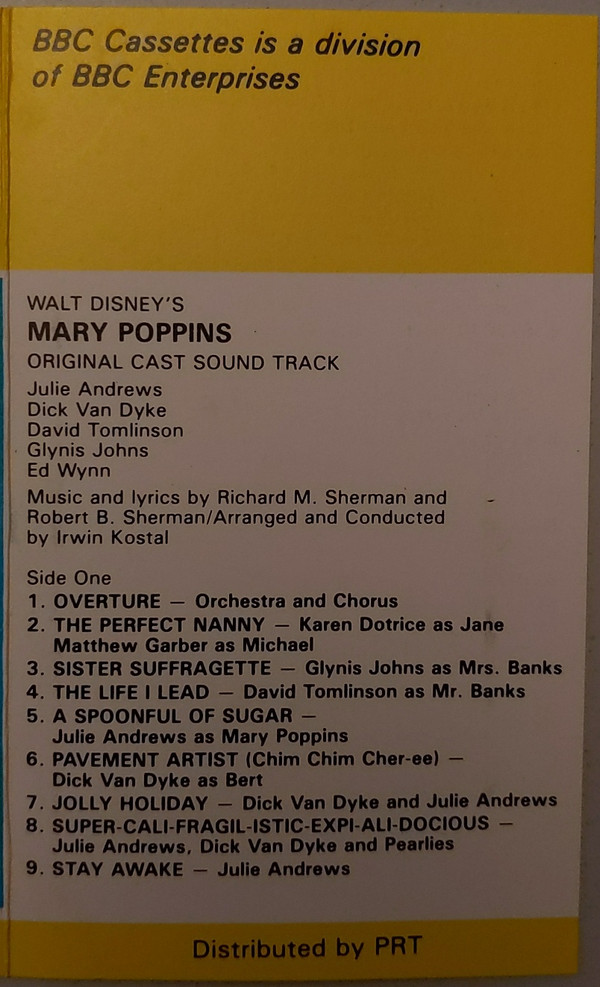 BBC Cassettes is a division
of BBC Enterprises
WALT DISNEY'S
MARY POPPINS
ORIGINAL CAST SOUND TRACK
Julie Andrews
Dick Van Dyke
David Tomlinson
Glynis Johns
Ed Wynn
Music and lyrics by Richard M. Sherman and
Robert B. Sherman/Arranged and Conducted
by Irwin Kostal
Side One
1. OVERTURE — Orchestra and Chorus
2. THE PERFECT NANNY — Karen Dotrice as Jane
Matthew Garber as Michael
3. SISTER SUFFRAGETTE — Glynis Johns as Mrs. Banks
4. THE LIFE I LEAD — David Tomlinson as Mr. Banks
5. A SPOONFUL OF SUGAR —
Julie Andrews as Mary Poppins
6. PAVEMENT ARTIST (Chim Chim Cher-ee) —
Dick Van Dyke as Bert
7. JOLLY HOLIDAY — Dick Van Dyke and Julie Andrews
8. SUPER-CALI-FRAGIL-ISTIC-EXPI-ALI-DOCIOUS —
Julie Andrews, Dick Van Dyke and Pearlies
9. STAY AWAKE — Julie Andrews
Distributed by PRT